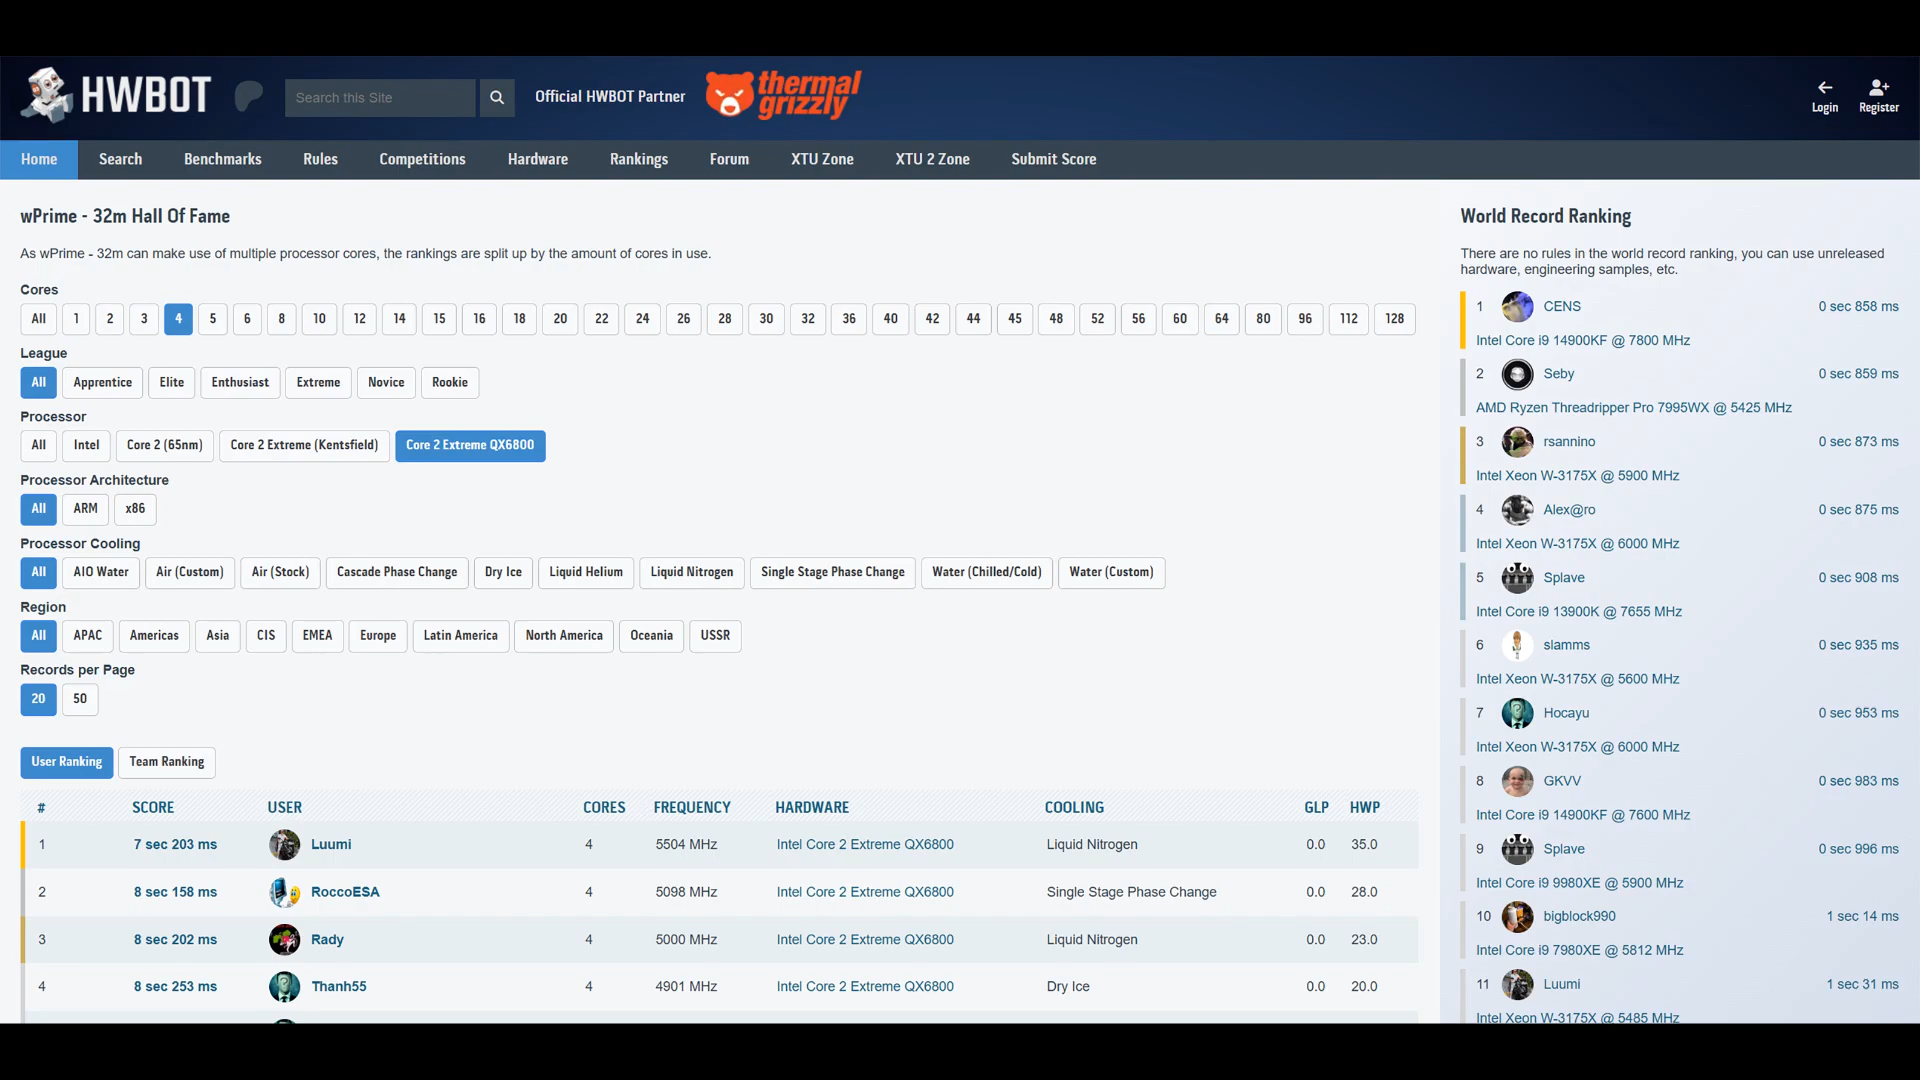 HWBOT
Search this Site
Official HWBOT Partner
thermal
grizzly
Login
Register
Home Search Benchmarks Rules Competitions Hardware Rankings Forum XTU Zone XTU 2 Zone Submit Score
wPrime - 32m Hall Of Fame
As wPrime - 32m can make use of multiple processor cores, the rankings are split up by the amount of cores in use.
Cores
All 1 2 3 4 5 6 8 10 12 14 15 16 18 20 22 24 26 28 30 32 36 40 42 44 45 48 52 56 60 64 80 96 112 128
League
All Apprentice Elite Enthusiast Extreme Novice Rookie
Processor
All Intel Core 2 (65nm) Core 2 Extreme (Kentsfield) Core 2 Extreme QX6800
Processor Architecture
All ARM x86
Processor Cooling
All AIO Water Air (Custom) Air (Stock) Cascade Phase Change Dry Ice Liquid Helium Liquid Nitrogen Single Stage Phase Change Water (Chilled/Cold) Water (Custom)
Region
All APAC Americas Asia CIS EMEA Europe Latin America North America Oceania USSR
Records per Page
20 50
User Ranking Team Ranking
# SCORE USER CORES FREQUENCY HARDWARE COOLING GLP HWP
1 7 sec 203 ms Luumi 4 5504 MHz Intel Core 2 Extreme QX6800 Liquid Nitrogen 0.0 35.0
2 8 sec 158 ms RoccoESA 4 5098 MHz Intel Core 2 Extreme QX6800 Single Stage Phase Change 0.0 28.0
3 8 sec 202 ms Rady 4 5000 MHz Intel Core 2 Extreme QX6800 Liquid Nitrogen 0.0 23.0
4 8 sec 253 ms Thanh55 4 4901 MHz Intel Core 2 Extreme QX6800 Dry Ice 0.0 20.0
World Record Ranking
There are no rules in the world record ranking, you can use unreleased
hardware, engineering samples, etc.
1 CENS 0 sec 858 ms
Intel Core i9 14900KF @ 7800 MHz
2 Seby 0 sec 859 ms
AMD Ryzen Threadripper Pro 7995WX @ 5425 MHz
3 rsannino 0 sec 873 ms
Intel Xeon W-3175X @ 5900 MHz
4 Alex@ro 0 sec 875 ms
Intel Xeon W-3175X @ 6000 MHz
5 Splave 0 sec 908 ms
Intel Core i9 13900K @ 7655 MHz
6 slamms 0 sec 935 ms
Intel Xeon W-3175X @ 5600 MHz
7 Hocayu 0 sec 953 ms
Intel Xeon W-3175X @ 6000 MHz
8 GKVV 0 sec 983 ms
Intel Core i9 14900KF @ 7600 MHz
9 Splave 0 sec 996 ms
Intel Core i9 9980XE @ 5900 MHz
10 bigblock990 1 sec 14 ms
Intel Core i9 7980XE @ 5812 MHz
11 Luumi 1 sec 31 ms
Intel Xeon W-3175X @ 5485 MHz